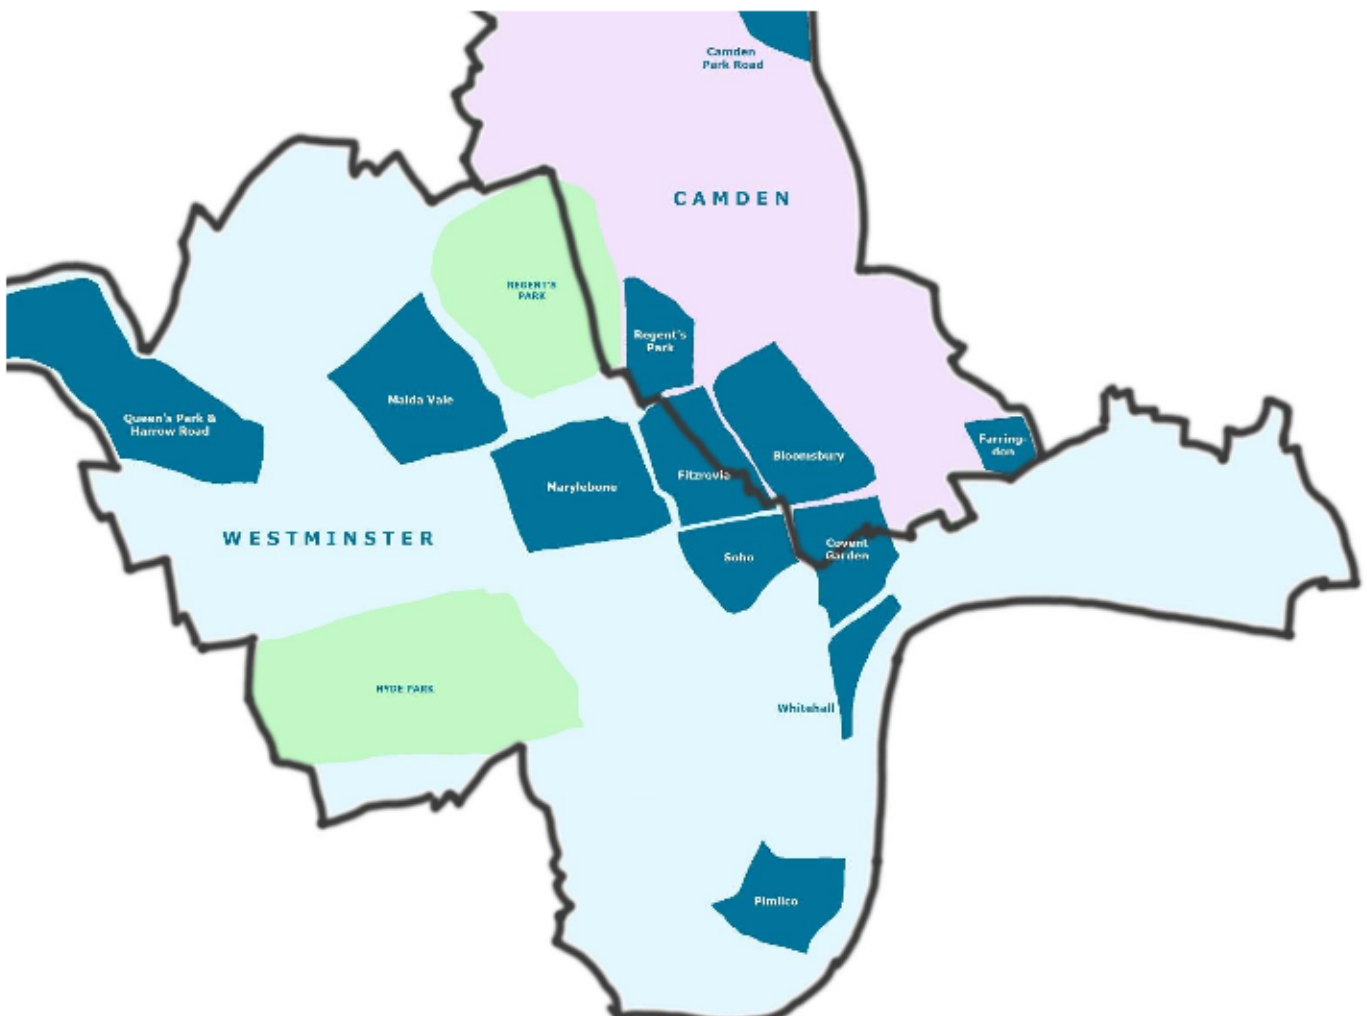 Camden
Park Road
CAMDEN
REGENT'S
PARK
Regent's
Park
Maida Vale
Queen's Park &
Harrow Road
Farring-
don
Bloomsbury
Fitzrovia
Marylebone
WESTMINSTER
Covent
Garden
Soho
HYDE PARK
Whitehall
Pimlico